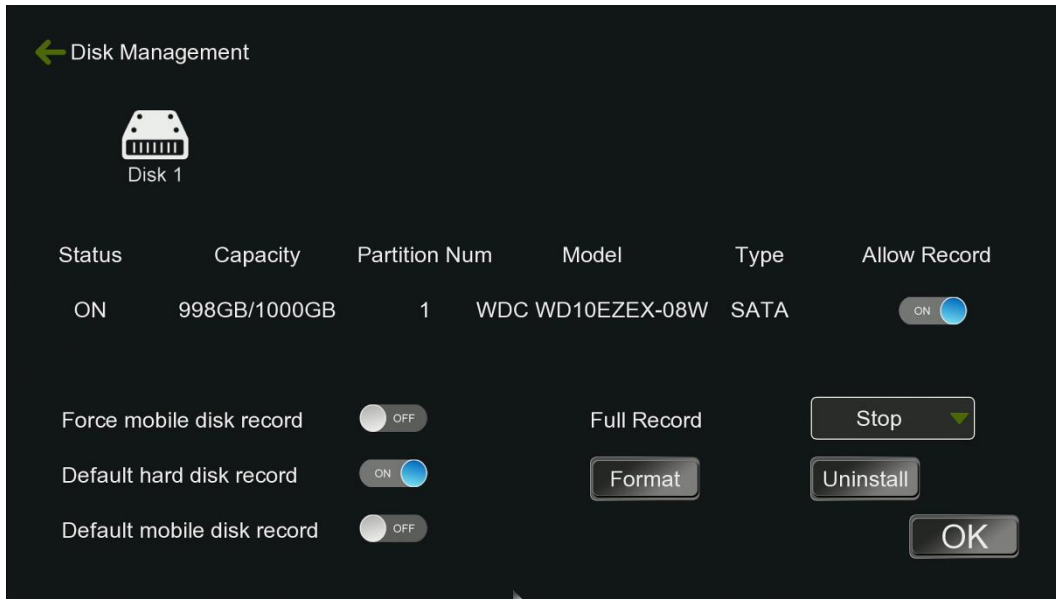 Disk Management
Disk 1
Status Capacity Partition Num Model Type Allow Record
ON 998GB/1000GB 1 WDC WD10EZEX-08W SATA ON
Force mobile disk record OFF Full Record Stop
Default hard disk record ON Format Uninstall
Default mobile disk record OFF
OK